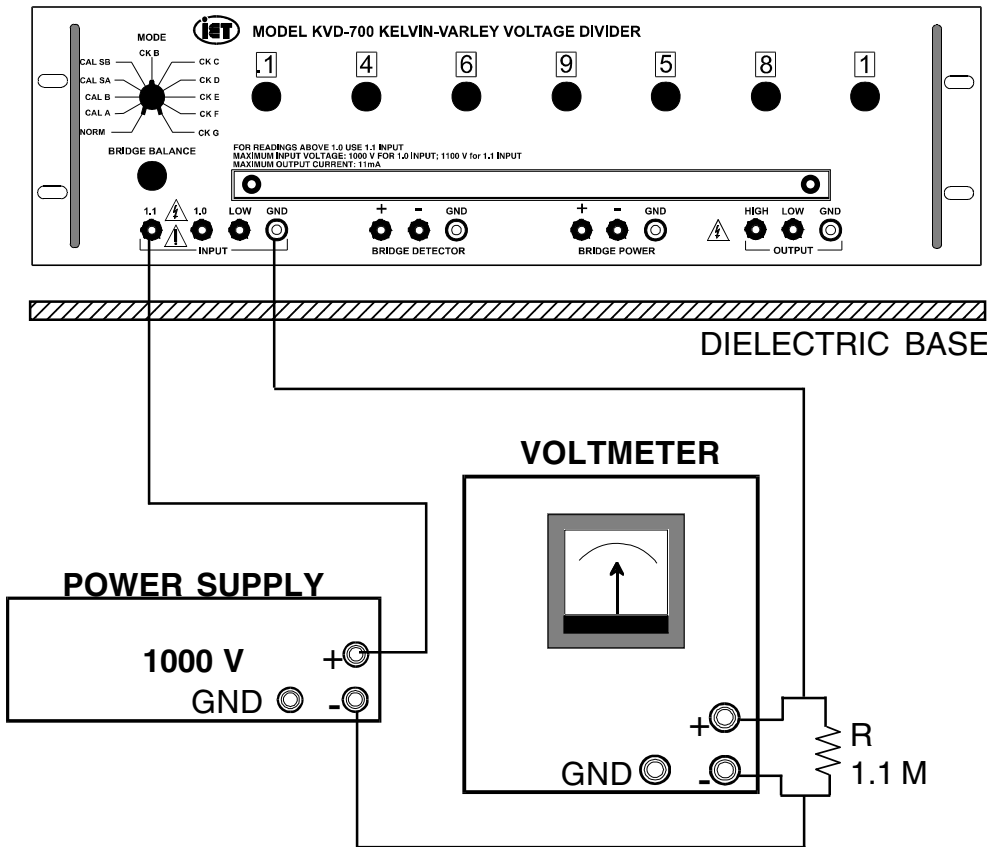 MODE
IET MODEL KVD-700 KELVIN-VARLEY VOLTAGE DIVIDER
CK B
CAL SB CK C
CAL SA CK D
CAL B CK E
CAL A CK F
NORM CK G
.1 4 6 9 5 8 1
BRIDGE BALANCE
FOR READINGS ABOVE 1.0 USE 1.1 INPUT
MAXIMUM INPUT VOLTAGE: 1000 V FOR 1.0 INPUT; 1100 V for 1.1 INPUT
MAXIMUM OUTPUT CURRENT: 11mA
1.1 1.0 LOW GND
INPUT
+ - GND
BRIDGE DETECTOR
+ - GND
BRIDGE POWER
HIGH LOW GND
OUTPUT
DIELECTRIC BASE
VOLTMETER
POWER SUPPLY
1000 V
+
GND -
+
GND -
R
1.1 M